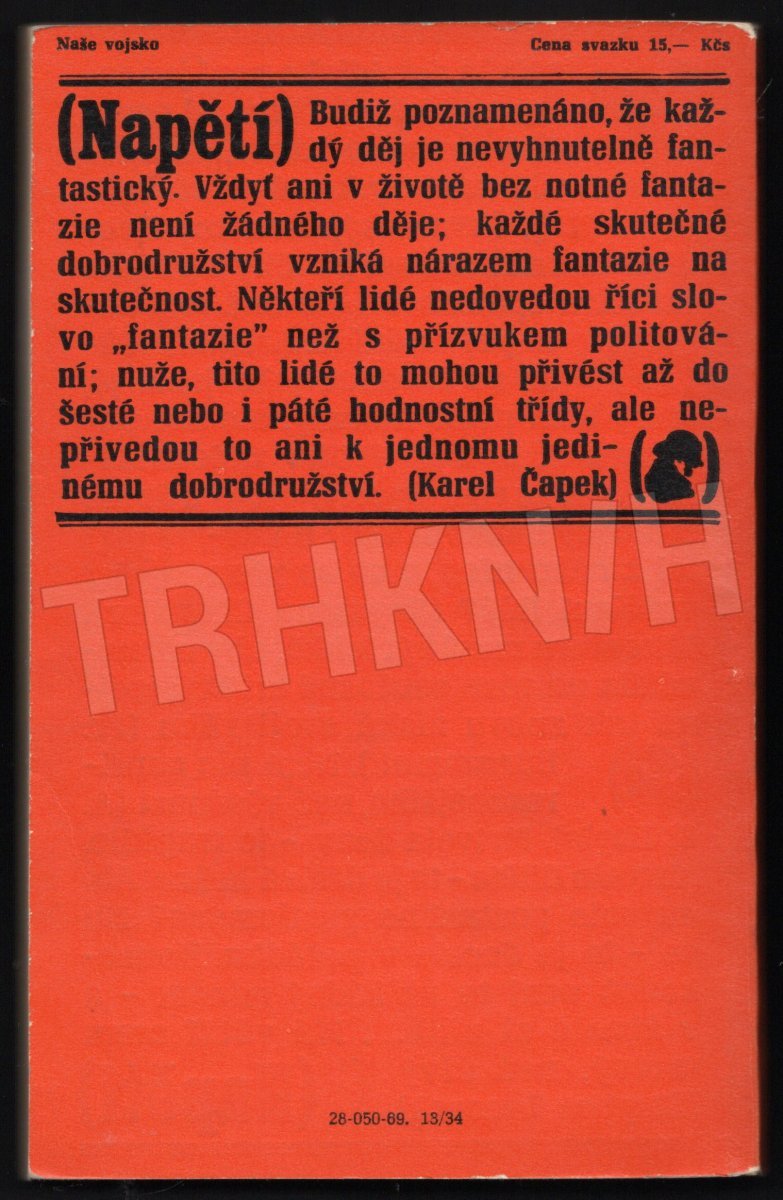 Naše vojsko
Cena svazku 15,— Kčs
(Napětí) Budiž poznamenáno, že kaž-
dý děj je nevyhnutelně fan-
tastický. Vždyť ani v životě bez notné fanta-
zie není žádného děje; každé skutečné
dobrodružství vzniká nárazem fantazie na
skutečnost. Někteří lidé nedovedou říci slo-
vo „fantazie” než s přízvukem politová-
ní; nuže, tito lidé to mohou přivést až do
šesté nebo i páté hodnostní třídy, ale ne-
přivedou to ani k jednomu jedi-
nému dobrodružství. (Karel Čapek)
TRHKNIH
28-050-69. 13/34